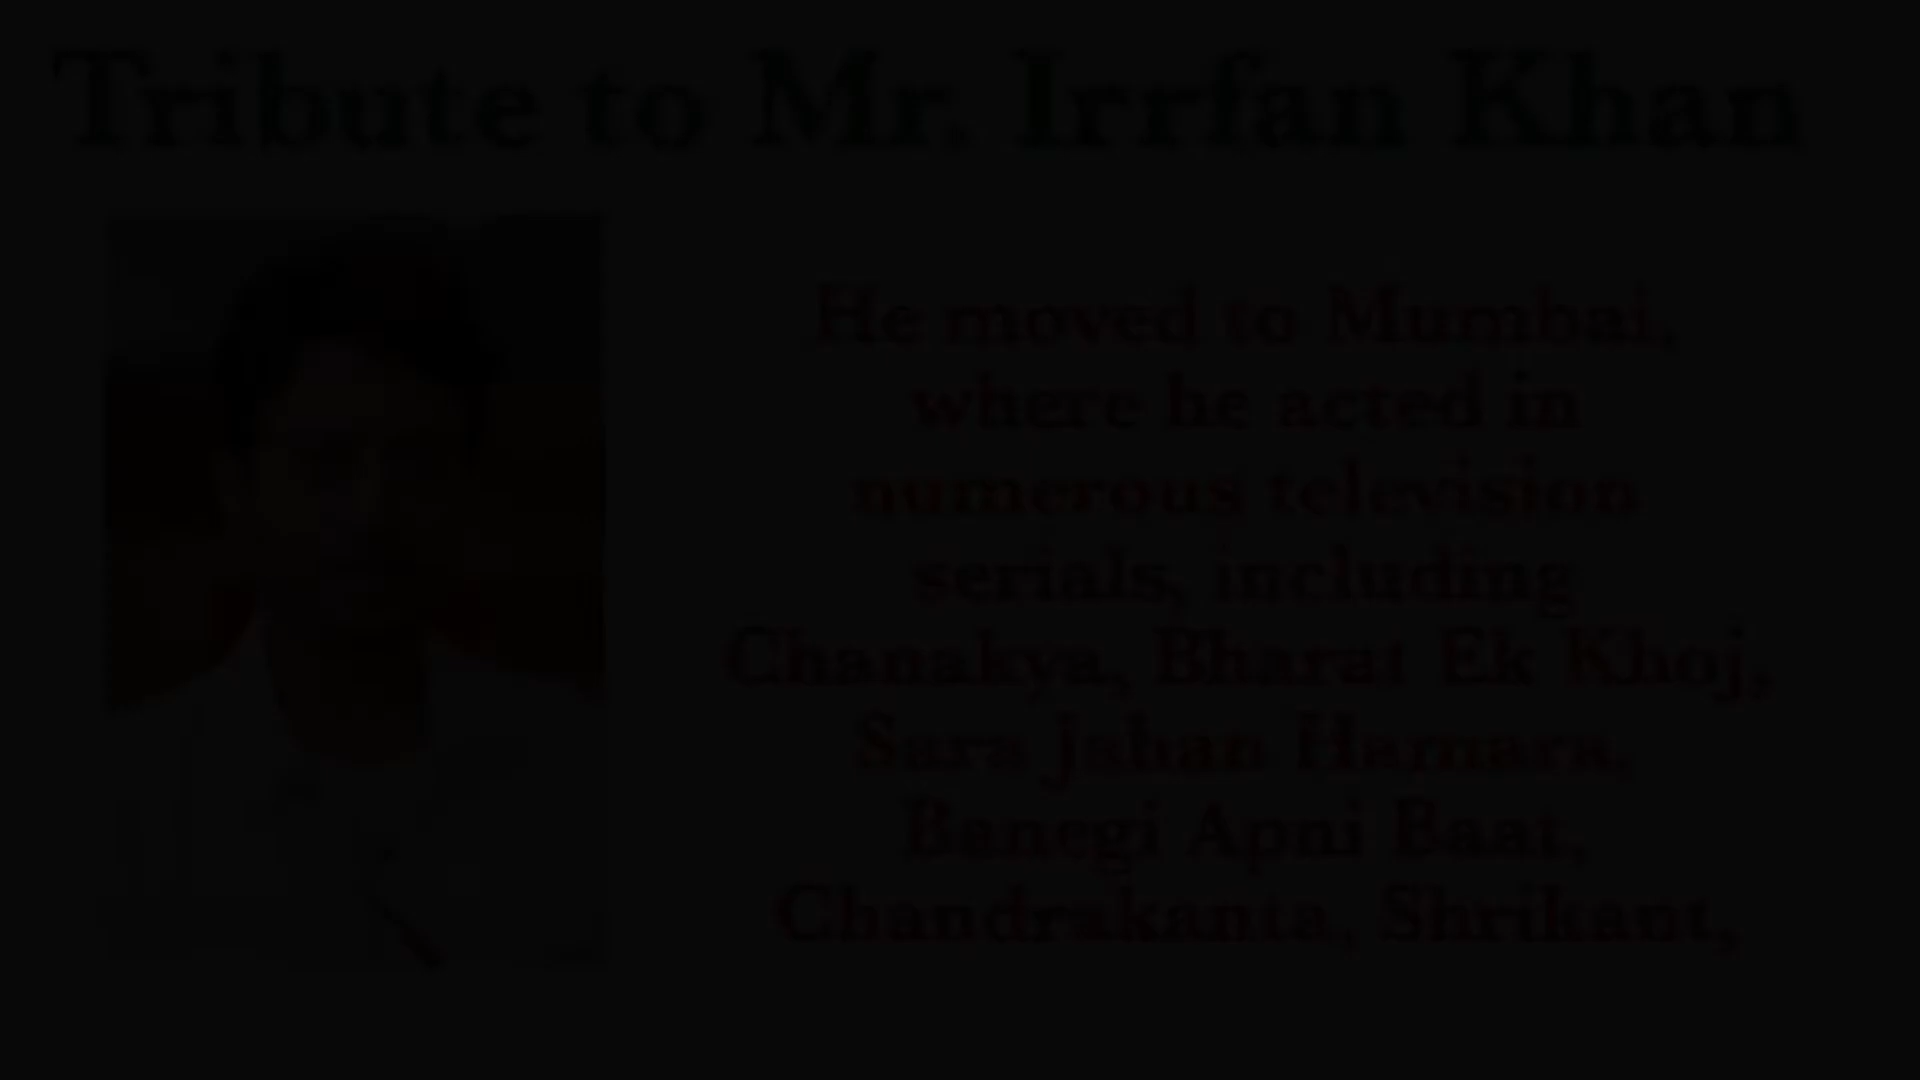 Tribute to Mr. Irrfan Khan
He moved to Mumbai,
where he acted in
numerous television
serials, including
Chanakya, Bharat Ek Khoj,
Sara Jahan Hamara,
Banegi Apni Baat,
Chandrakanta, Shrikant,